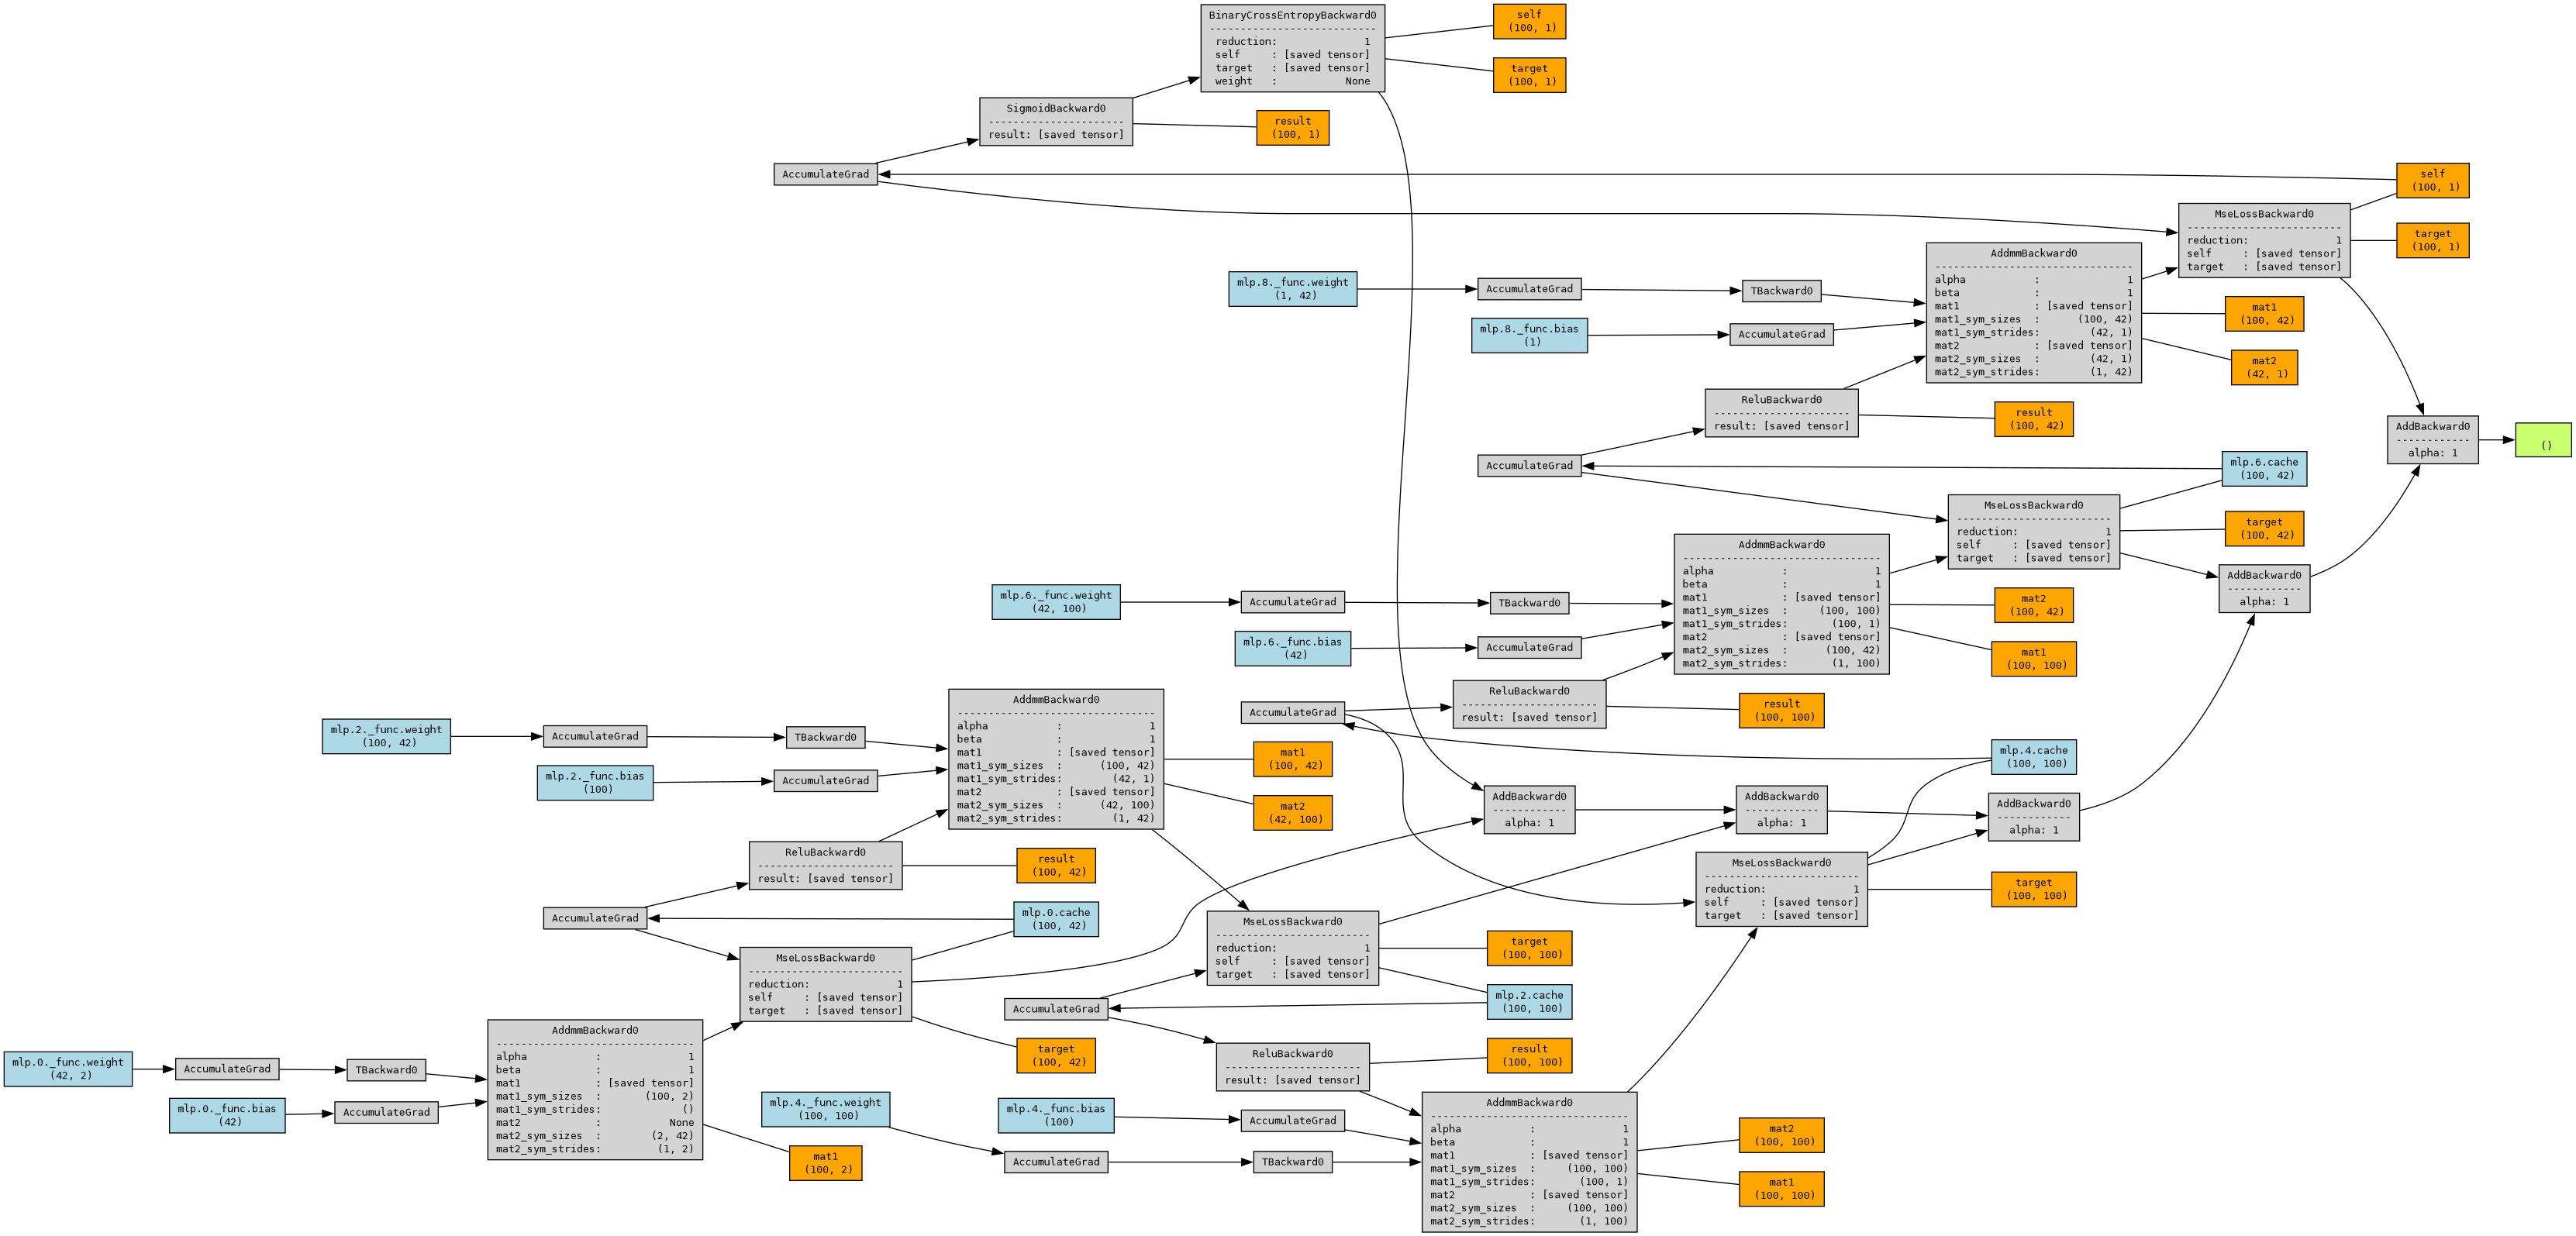 BinaryCrossEntropyBackward0
---------------------------
reduction: 1
self : [saved tensor]
target : [saved tensor]
weight : None
self
(100, 1)
target
(100, 1)
SigmoidBackward0
----------------------
result: [saved tensor]
result
(100, 1)
AccumulateGrad
self
(100, 1)
MseLossBackward0
-------------------------
reduction: 1
self : [saved tensor]
target : [saved tensor]
target
(100, 1)
mlp.8._func.weight
(1, 42)
AccumulateGrad
TBackward0
mlp.8._func.bias
(1)
AccumulateGrad
AddmmBackward0
--------------------------------
alpha : 1
beta : 1
mat1 : [saved tensor]
mat1_sym_sizes : (100, 42)
mat1_sym_strides: (42, 1)
mat2 : [saved tensor]
mat2_sym_sizes : (42, 1)
mat2_sym_strides: (1, 42)
mat1
(100, 42)
mat2
(42, 1)
ReluBackward0
----------------------
result: [saved tensor]
result
(100, 42)
AddBackward0
------------
alpha: 1
()
AccumulateGrad
mlp.6.cache
(100, 42)
MseLossBackward0
-------------------------
reduction: 1
self : [saved tensor]
target : [saved tensor]
target
(100, 42)
AddBackward0
------------
alpha: 1
mlp.6._func.weight
(42, 100)
AccumulateGrad
TBackward0
mlp.6._func.bias
(42)
AccumulateGrad
AddmmBackward0
--------------------------------
alpha : 1
beta : 1
mat1 : [saved tensor]
mat1_sym_sizes : (100, 100)
mat1_sym_strides: (100, 1)
mat2 : [saved tensor]
mat2_sym_sizes : (100, 42)
mat2_sym_strides: (1, 100)
mat2
(100, 42)
mat1
(100, 100)
AccumulateGrad
ReluBackward0
----------------------
result: [saved tensor]
result
(100, 100)
mlp.4.cache
(100, 100)
mlp.2._func.weight
(100, 42)
AccumulateGrad
TBackward0
mlp.2._func.bias
(100)
AccumulateGrad
AddmmBackward0
--------------------------------
alpha : 1
beta : 1
mat1 : [saved tensor]
mat1_sym_sizes : (100, 42)
mat1_sym_strides: (42, 1)
mat2 : [saved tensor]
mat2_sym_sizes : (42, 100)
mat2_sym_strides: (1, 42)
mat1
(100, 42)
mat2
(42, 100)
AddBackward0
------------
alpha: 1
AddBackward0
------------
alpha: 1
AddBackward0
------------
alpha: 1
ReluBackward0
----------------------
result: [saved tensor]
result
(100, 42)
MseLossBackward0
-------------------------
reduction: 1
self : [saved tensor]
target : [saved tensor]
target
(100, 100)
AccumulateGrad
mlp.0.cache
(100, 42)
MseLossBackward0
-------------------------
reduction: 1
self : [saved tensor]
target : [saved tensor]
target
(100, 42)
MseLossBackward0
-------------------------
reduction: 1
self : [saved tensor]
target : [saved tensor]
target
(100, 100)
AccumulateGrad
mlp.2.cache
(100, 100)
ReluBackward0
----------------------
result: [saved tensor]
result
(100, 100)
mlp.0._func.weight
(42, 2)
AccumulateGrad
TBackward0
mlp.0._func.bias
(42)
AccumulateGrad
AddmmBackward0
--------------------------------
alpha : 1
beta : 1
mat1 : [saved tensor]
mat1_sym_sizes : (100, 2)
mat1_sym_strides: ()
mat2 : None
mat2_sym_sizes : (2, 42)
mat2_sym_strides: (1, 2)
mat1
(100, 2)
mlp.4._func.weight
(100, 100)
mlp.4._func.bias
(100)
AccumulateGrad
AccumulateGrad
TBackward0
AddmmBackward0
--------------------------------
alpha : 1
beta : 1
mat1 : [saved tensor]
mat1_sym_sizes : (100, 100)
mat1_sym_strides: (100, 1)
mat2 : [saved tensor]
mat2_sym_sizes : (100, 100)
mat2_sym_strides: (1, 100)
mat2
(100, 100)
mat1
(100, 100)